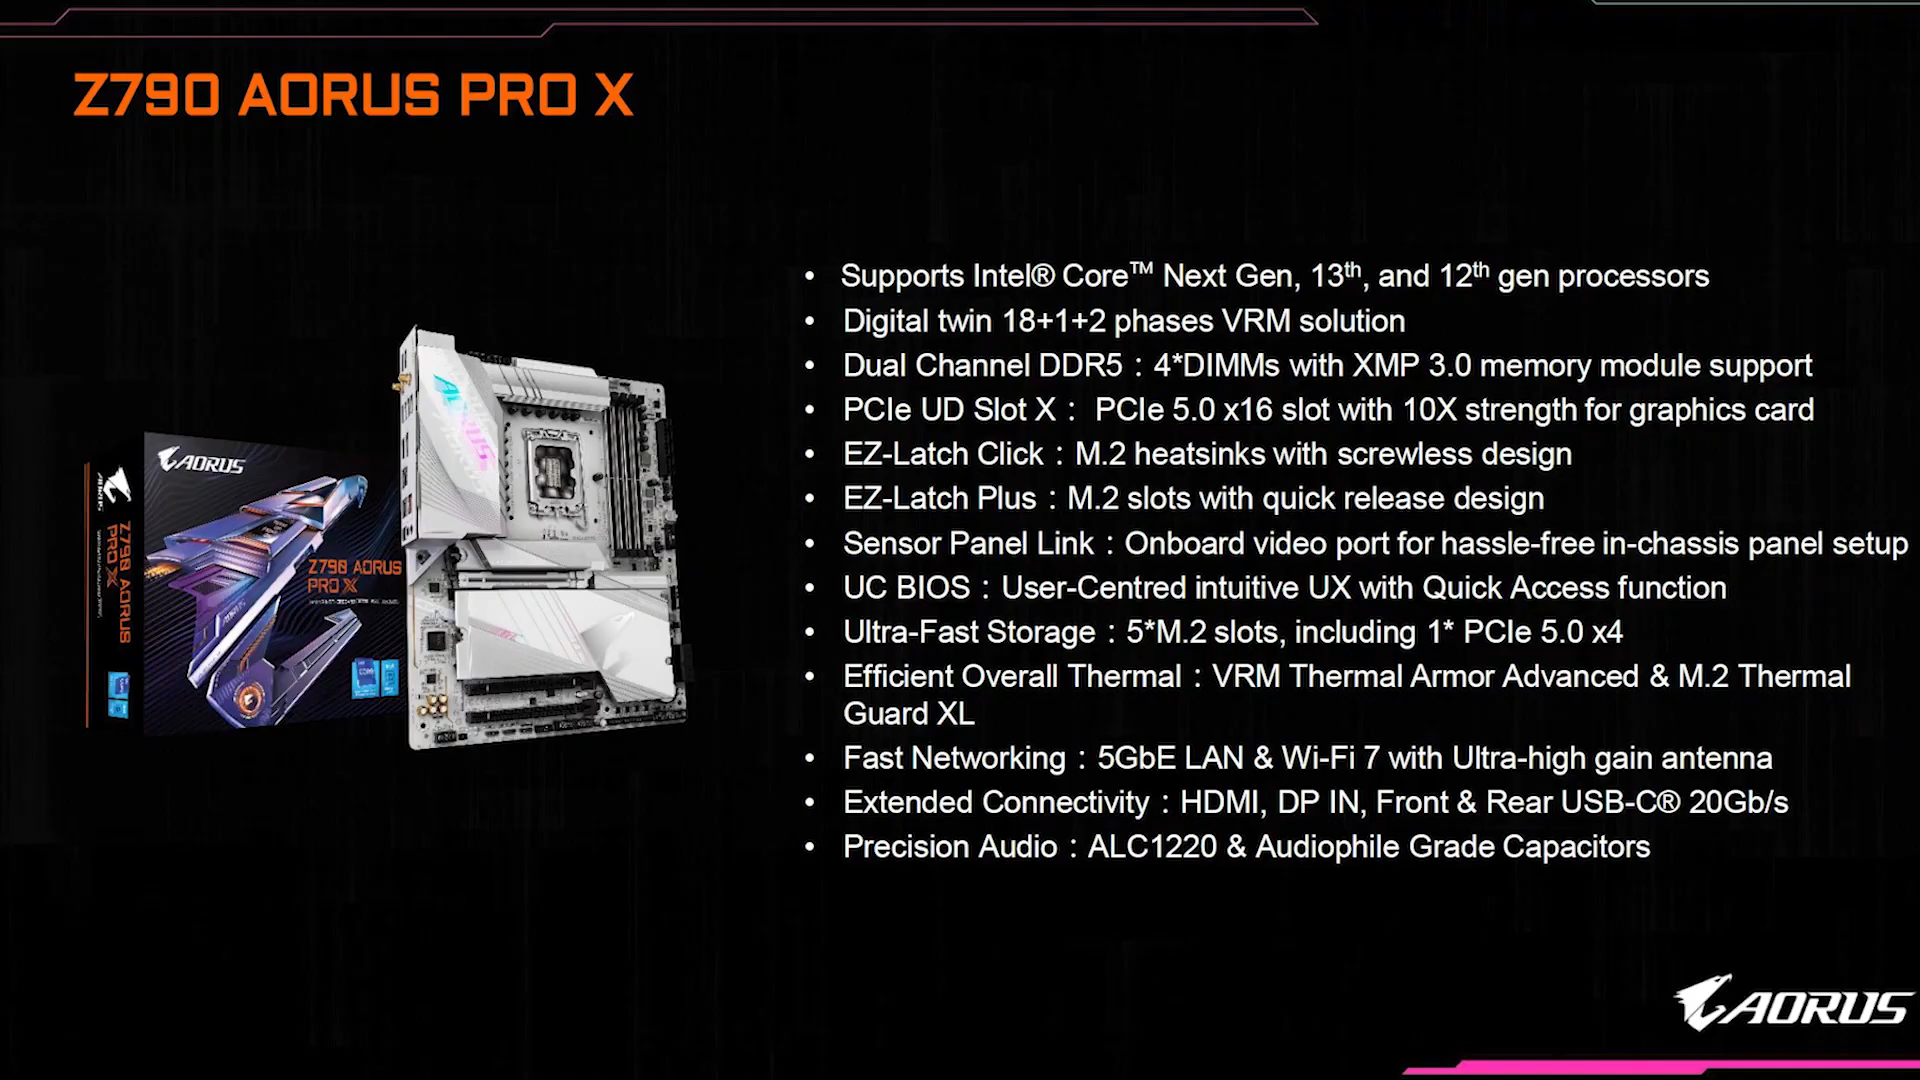 Z790 AORUS PRO X
• Supports Intel® Core™ Next Gen, 13th, and 12th gen processors
• Digital twin 18+1+2 phases VRM solution
• Dual Channel DDR5：4*DIMMs with XMP 3.0 memory module support
• PCIe UD Slot X： PCIe 5.0 x16 slot with 10X strength for graphics card
• EZ-Latch Click：M.2 heatsinks with screwless design
• EZ-Latch Plus：M.2 slots with quick release design
• Sensor Panel Link：Onboard video port for hassle-free in-chassis panel setup
• UC BIOS：User-Centred intuitive UX with Quick Access function
• Ultra-Fast Storage：5*M.2 slots, including 1* PCIe 5.0 x4
• Efficient Overall Thermal：VRM Thermal Armor Advanced & M.2 Thermal
Guard XL
• Fast Networking：5GbE LAN & Wi-Fi 7 with Ultra-high gain antenna
• Extended Connectivity：HDMI, DP IN, Front & Rear USB-C® 20Gb/s
• Precision Audio：ALC1220 & Audiophile Grade Capacitors
AORUS
Z790 AORUS
PRO X
AORUS
Z790 AORUS
PRO X
AORUS
AORUS